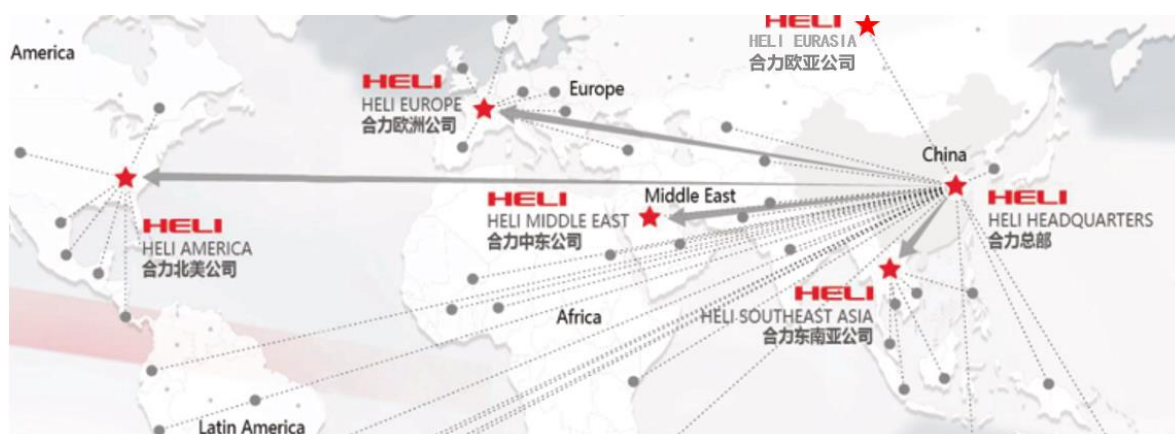 America
HELI
HELI EURASIA
合力欧亚公司
HELI
HELI EUROPE
合力欧洲公司
Europe
China
HELI
HELI HEADQUARTERS
合力总部
Middle East
HELI
HELI MIDDLE EAST
合力中东公司
HELI
HELI AMERICA
合力北美公司
HELI
HELI SOUTHEAST ASIA
合力东南亚公司
Africa
Latin America